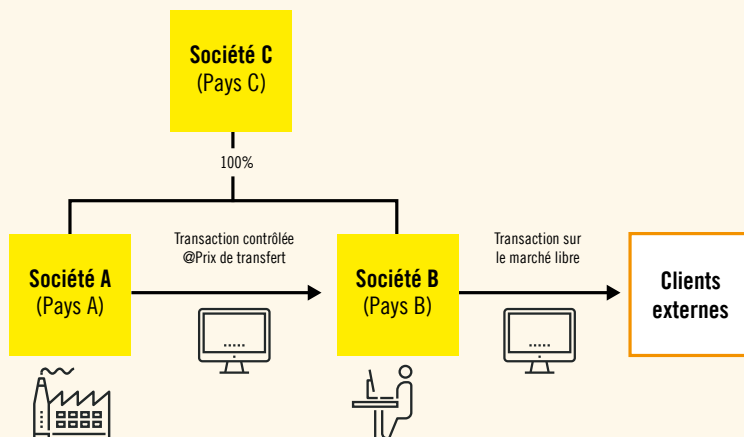 Société C
(Pays C)
100%
Transaction contrôlée
@Prix de transfert
Transaction sur
le marché libre
Société A
(Pays A)
Société B
(Pays B)
Clients
externes